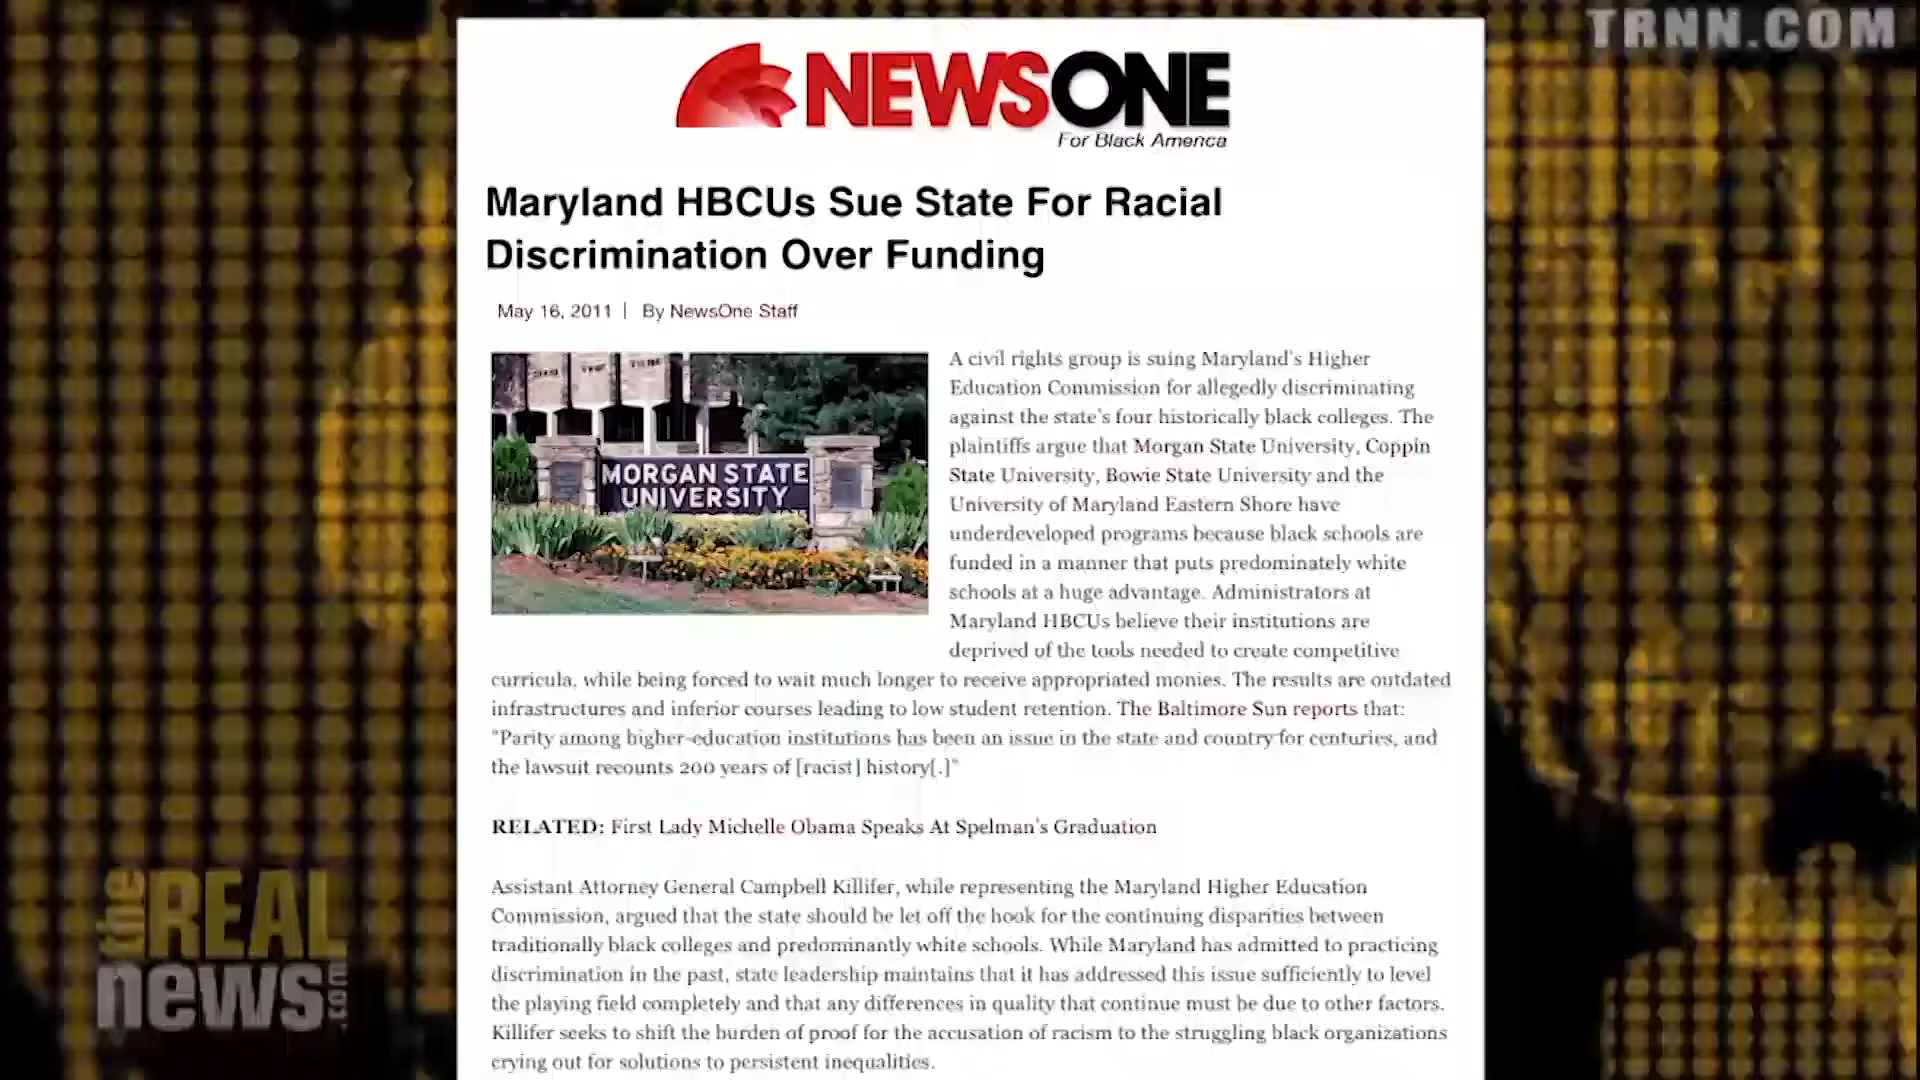 TRNN.COM
NEWSONE
For Black America
Maryland HBCUs Sue State For Racial
Discrimination Over Funding
May 16, 2011 | By NewsOne Staff
MORGAN STATE
UNIVERSITY
A civil rights group is suing Maryland's Higher
Education Commission for allegedly discriminating
against the state's four historically black colleges. The
plaintiffs argue that Morgan State University, Coppin
State University, Bowie State University and the
University of Maryland Eastern Shore have
underdeveloped programs because black schools are
funded in a manner that puts predominately white
schools at a huge advantage. Administrators at
Maryland HBCUs believe their institutions are
deprived of the tools needed to create competitive
curricula, while being forced to wait much longer to receive appropriated monies. The results are outdated
infrastructures and inferior courses leading to low student retention. The Baltimore Sun reports that:
"Parity among higher-education institutions has been an issue in the state and country for centuries, and
the lawsuit recounts 200 years of [racist] history[.]"
RELATED: First Lady Michelle Obama Speaks At Spelman's Graduation
Assistant Attorney General Campbell Killifer, while representing the Maryland Higher Education
Commission, argued that the state should be let off the hook for the continuing disparities between
traditionally black colleges and predominantly white schools. While Maryland has admitted to practicing
discrimination in the past, state leadership maintains that it has addressed this issue sufficiently to level
the playing field completely and that any differences in quality that continue must be due to other factors.
Killifer seeks to shift the burden of proof for the accusation of racism to the struggling black organizations
crying out for solutions to persistent inequalities.
the REAL
news.com